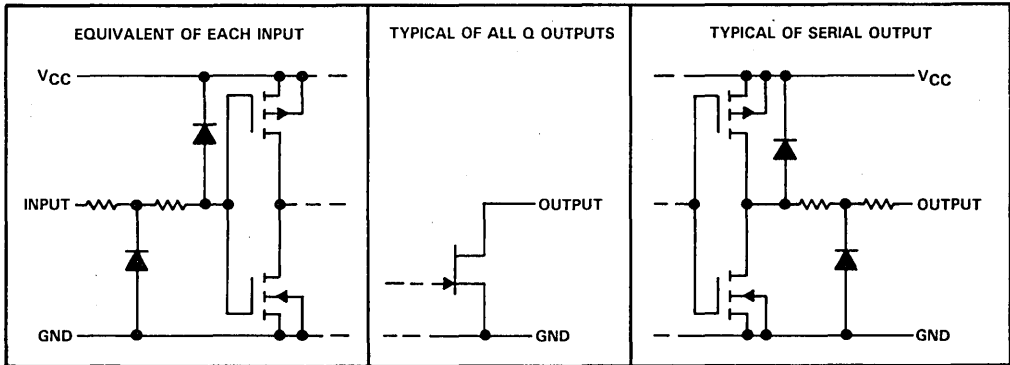 EQUIVALENT OF EACH INPUT
VCC
INPUT
GND
TYPICAL OF ALL Q OUTPUTS
OUTPUT
GND
TYPICAL OF SERIAL OUTPUT
VCC
OUTPUT
GND